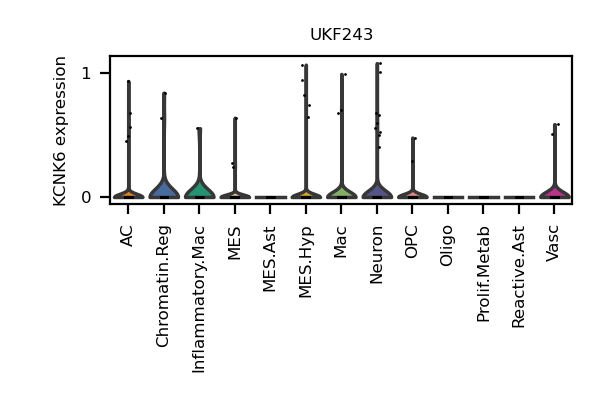 UKF243
KCNK6 expression
1
0
AC
Chromatin.Reg
Inflammatory.Mac
MES
MES.Ast
MES.Hyp
Mac
Neuron
OPC
Oligo
Prolif.Metab
Reactive.Ast
Vasc